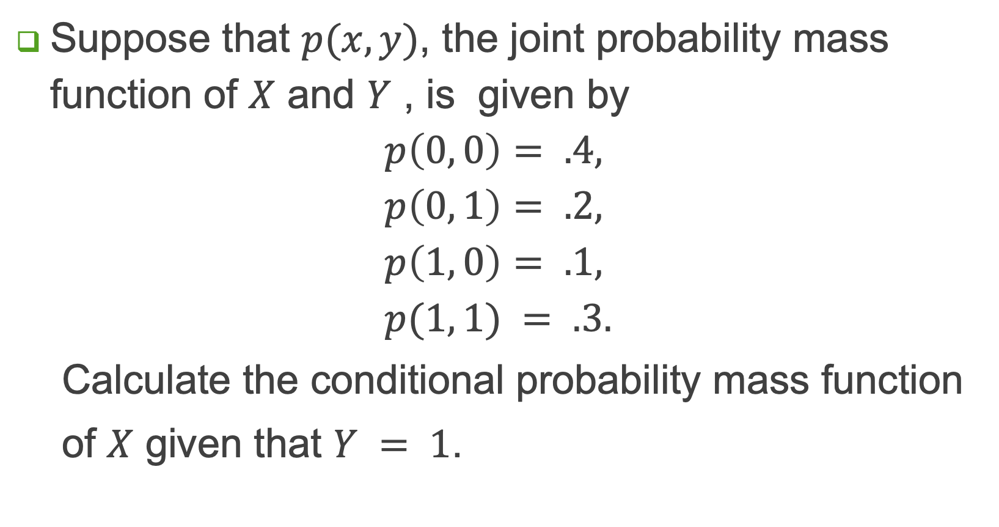 ❑ Suppose that p(x, y), the joint probability mass
function of X and Y , is given by
p(0, 0) = .4,
p(0, 1) = .2,
p(1, 0) = .1,
p(1, 1) = .3.
Calculate the conditional probability mass function
of X given that Y = 1.